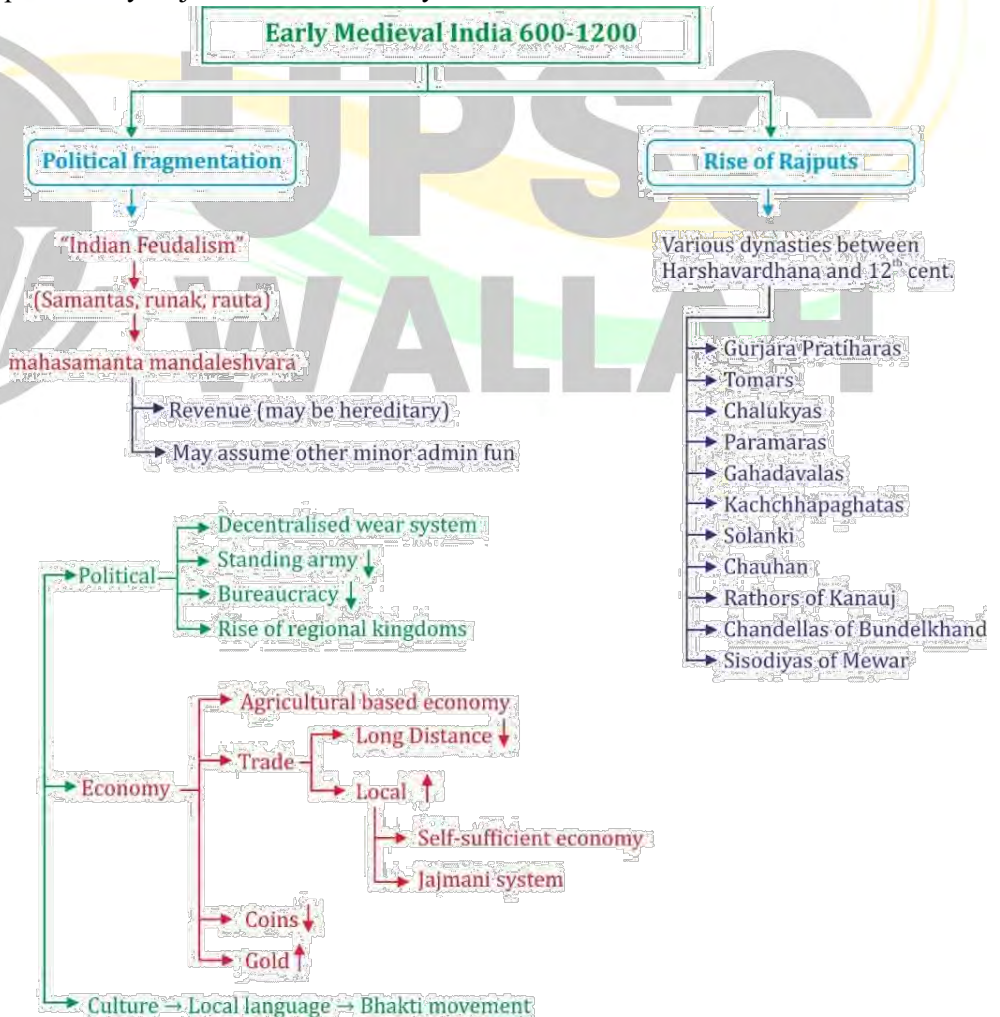 Early Medieval India 600-1200
Political fragmentation
"Indian Feudalism"
(Samantas, runak, rauta)
mahasamanta mandaleshvara
Revenue (may be hereditary)
May assume other minor admin fun
Rise of Rajputs
Various dynasties between
Harshavardhana and 12th cent.
Gurjara Pratiharas
Tomars
Chalukyas
Paramaras
Gahadavalas
Kachchhapaghatas
Solanki
Chauhan
Rathors of Kanauj
Chandellas of Bundelkhand
Sisodiyas of Mewar
Political
Decentralised wear system
Standing army ↓
Bureaucracy ↓
Rise of regional kingdoms
Economy
Agricultural based economy
Trade
Long Distance ↓
Local ↑
Self-sufficient economy
Jajmani system
Coins ↓
Gold ↑
Culture → Local language → Bhakti movement
UPSC
WALLAH